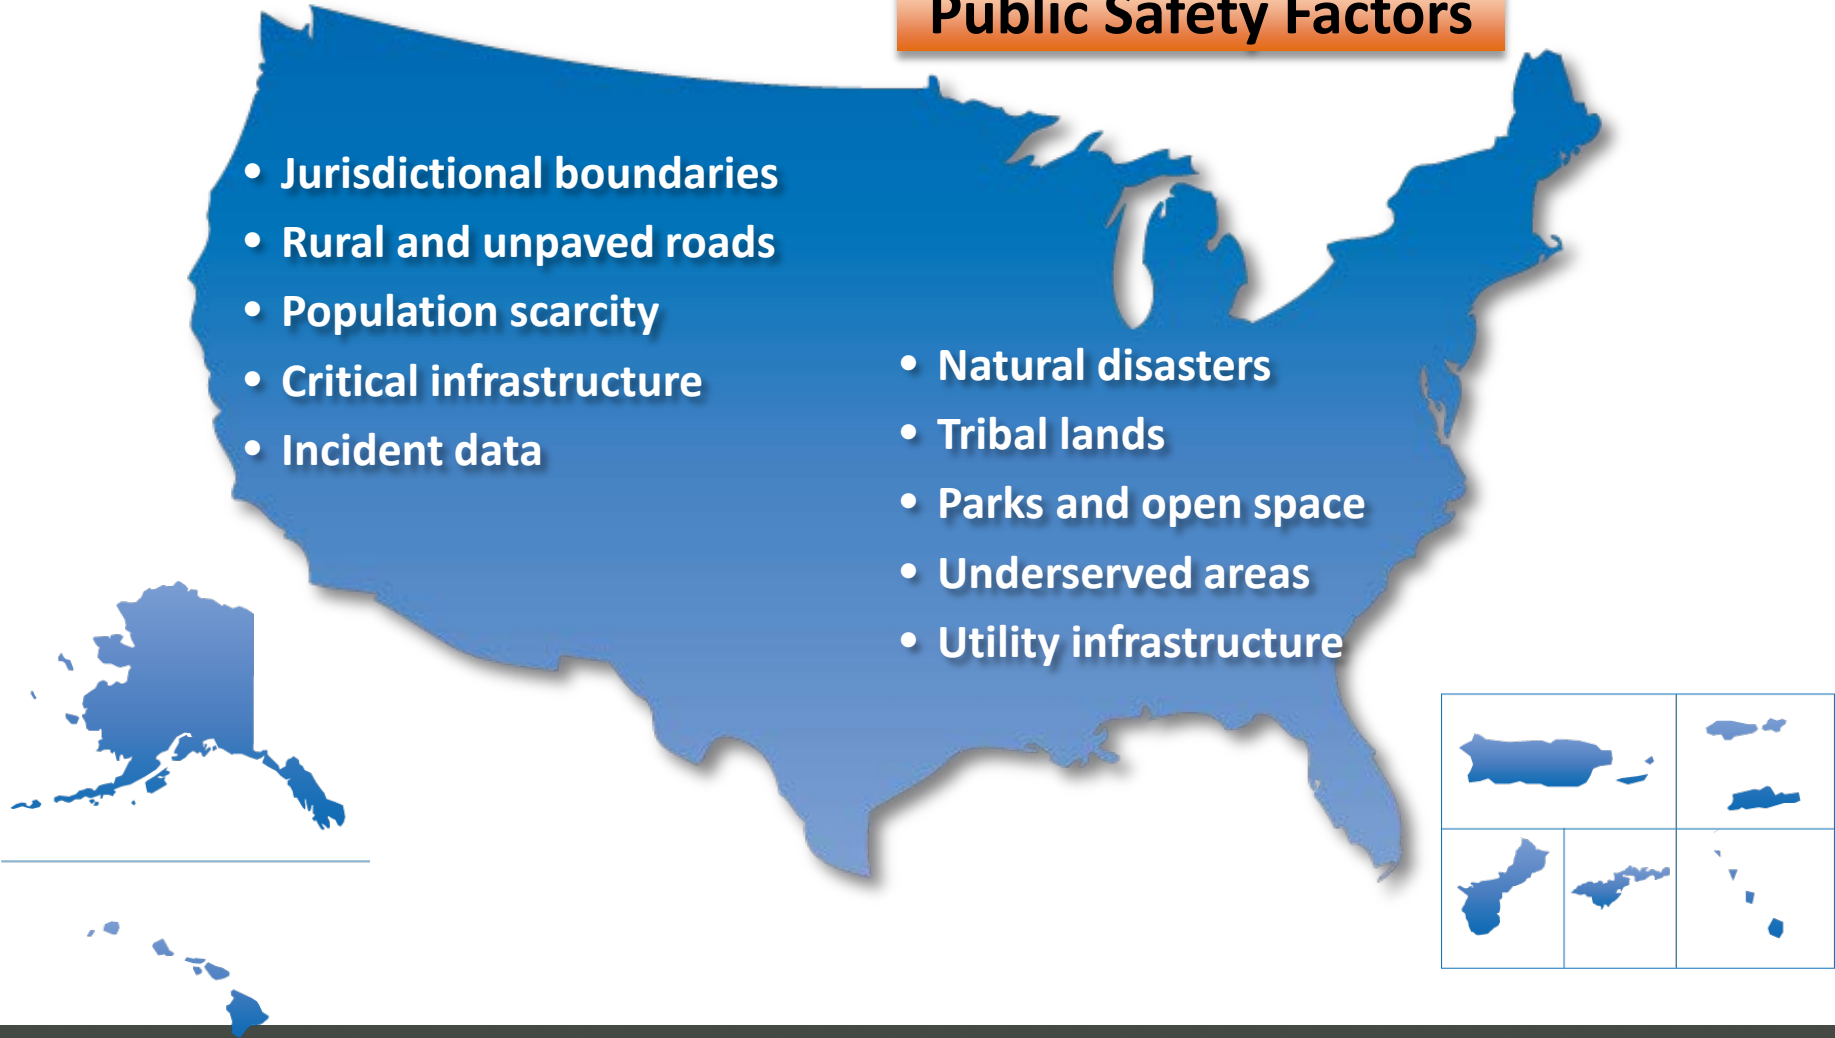 Public Safety Factors
• Jurisdictional boundaries
• Rural and unpaved roads
• Population scarcity
• Critical infrastructure
• Incident data
• Natural disasters
• Tribal lands
• Parks and open space
• Underserved areas
• Utility infrastructure